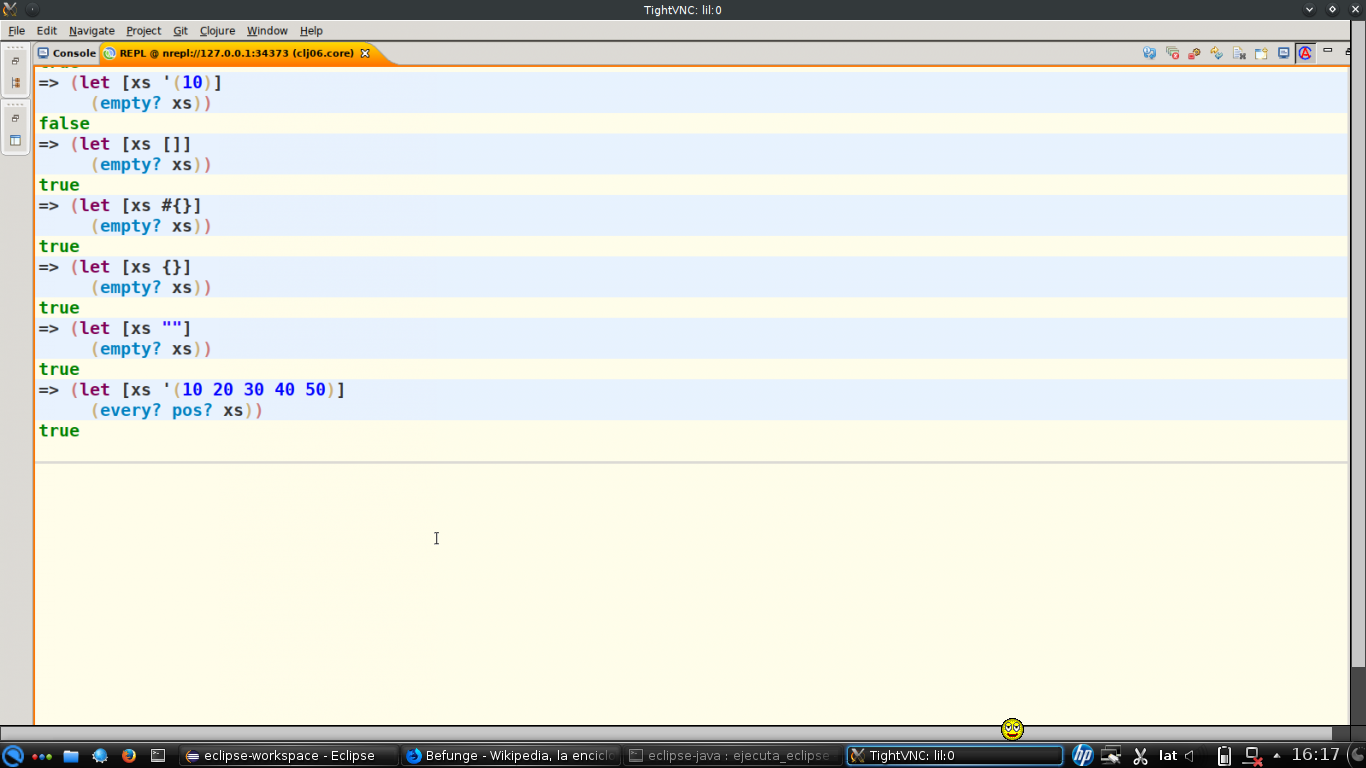 TightVNC: lil:0
File Edit Navigate Project Git Clojure Window Help
Console REPL @ nrepl://127.0.0.1:34373 (clj06.core)
=> (let [xs '(10)]
     (empty? xs))
false
=> (let [xs []]
     (empty? xs))
true
=> (let [xs #{}]
     (empty? xs))
true
=> (let [xs {}]
     (empty? xs))
true
=> (let [xs ""]
     (empty? xs))
true
=> (let [xs '(10 20 30 40 50)]
     (every? pos? xs))
true
eclipse-workspace - Eclipse Befunge - Wikipedia, la encicl eclipse-java : ejecuta_eclipse TightVNC: lil:0 hp lat 16:17